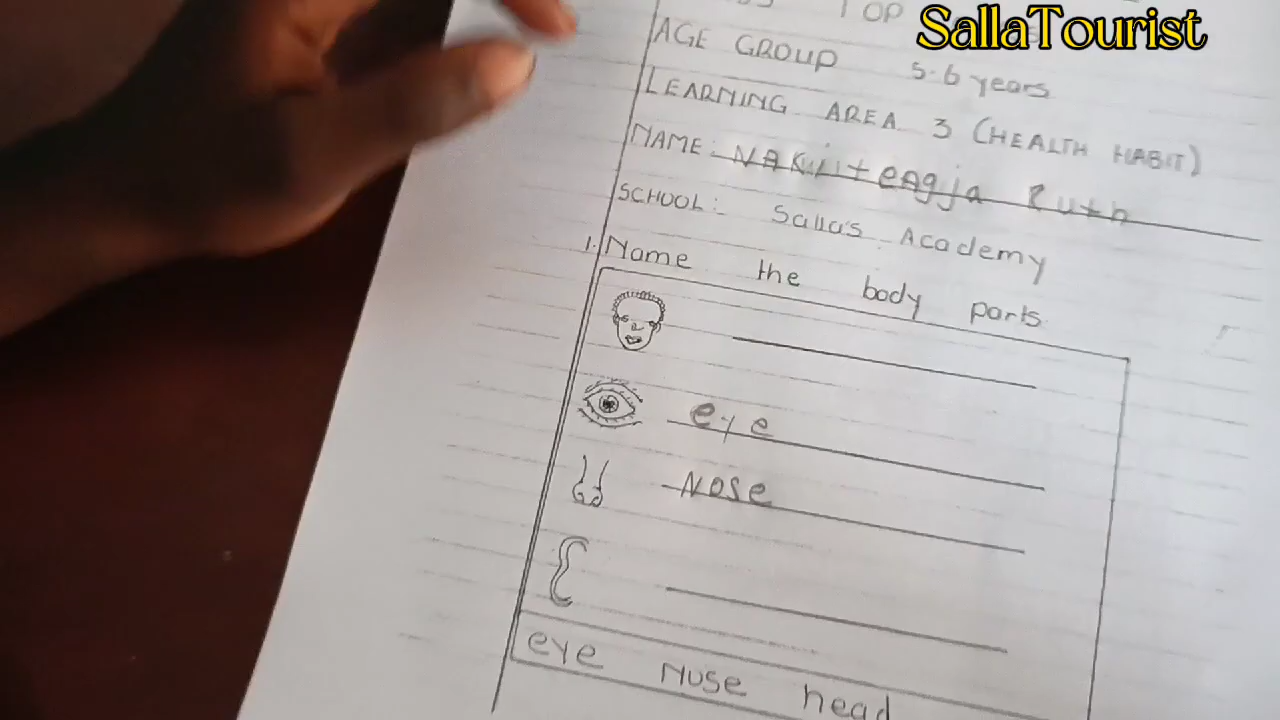 TOP
SallaTourist
AGE GROUP 5-6 years
LEARNING AREA 3 (HEALTH HABIT)
NAME: Ruth
SCHOOL: Salla's Academy
1. Name the body parts
eye
Nose
eye Nose head